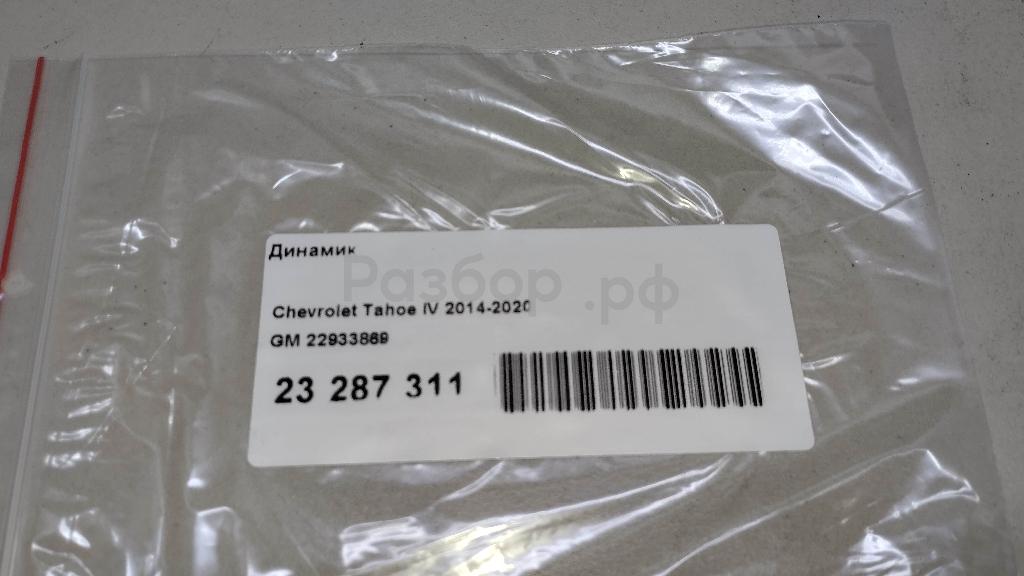 Динамик
Разбор.рф
Chevrolet Tahoe IV 2014-2020
GM 22933869
23 287 311